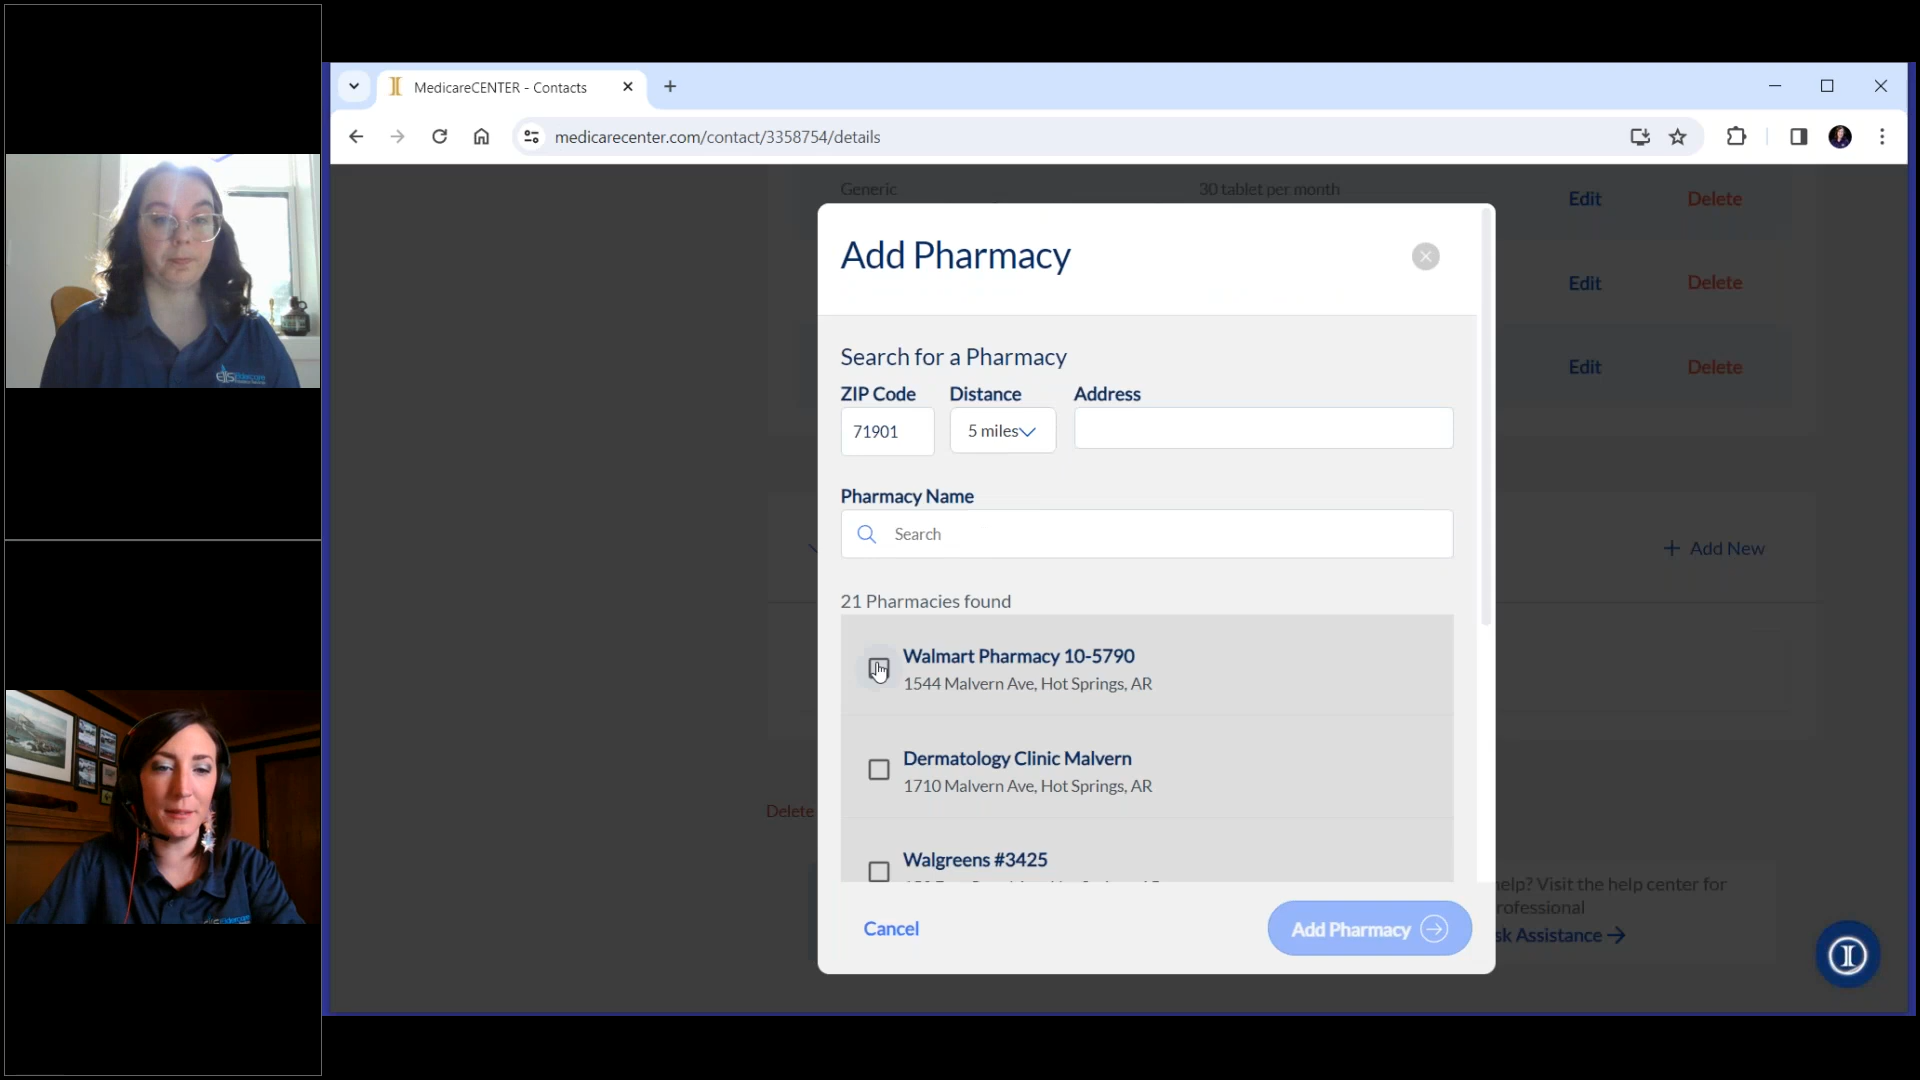 MedicareCENTER - Contacts
medicarecenter.com/contact/3358754/details
Generic
30 tablet per month
Edit
Delete
Add Pharmacy
Edit
Delete
Search for a Pharmacy
Edit
Delete
ZIP Code
Distance
Address
71901
5 miles
Pharmacy Name
Search
+ Add New
21 Pharmacies found
Walmart Pharmacy 10-5790
1544 Malvern Ave, Hot Springs, AR
Dermatology Clinic Malvern
1710 Malvern Ave, Hot Springs, AR
Delete
Walgreens #3425
help? Visit the help center for
rofessional
Cancel
Add Pharmacy
sk Assistance